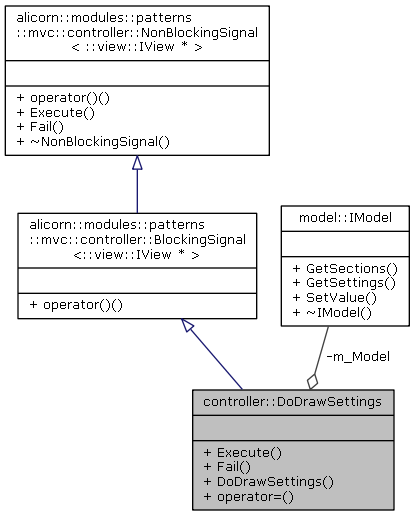 alicorn::modules::patterns
::mvc::controller::NonBlockingSignal
< ::view::IView * >
+ operator()()
+ Execute()
+ Fail()
+ ~NonBlockingSignal()
alicorn::modules::patterns
::mvc::controller::BlockingSignal
<::view::IView * >
+ operator()()
model::IModel
+ GetSections()
+ GetSettings()
+ SetValue()
+ ~IModel()
-m_Model
controller::DoDrawSettings
+ Execute()
+ Fail()
+ DoDrawSettings()
+ operator=()